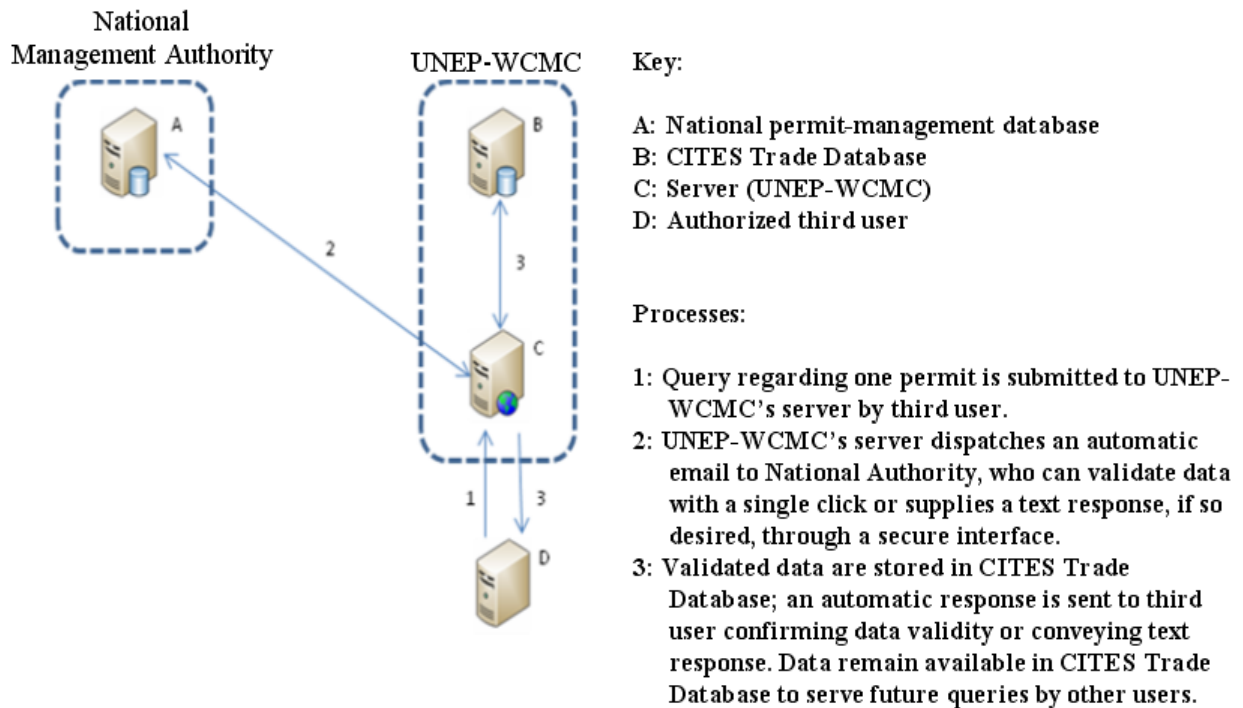 National
Management Authority
UNEP-WCMC
A
B
2
3
C
1
3
D
Key:
A: National permit-management database
B: CITES Trade Database
C: Server (UNEP-WCMC)
D: Authorized third user
Processes:
1: Query regarding one permit is submitted to UNEP-
WCMC’s server by third user.
2: UNEP-WCMC’s server dispatches an automatic
email to National Authority, who can validate data
with a single click or supplies a text response, if so
desired, through a secure interface.
3: Validated data are stored in CITES Trade
Database; an automatic response is sent to third
user confirming data validity or conveying text
response. Data remain available in CITES Trade
Database to serve future queries by other users.